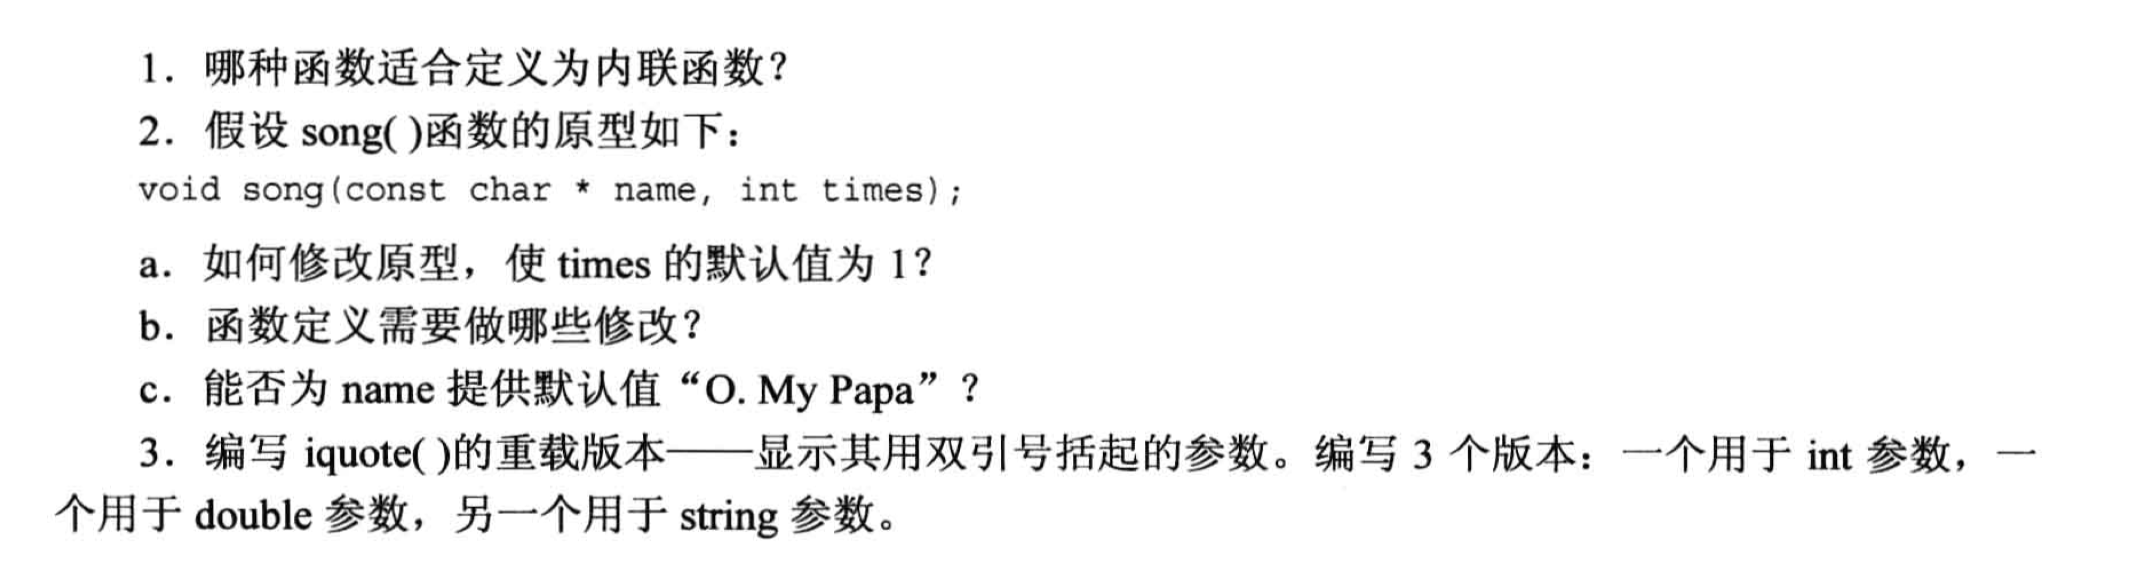 1．哪种函数适合定义为内联函数？
2．假设 song( )函数的原型如下：
void song(const char * name, int times);
a．如何修改原型，使 times 的默认值为 1？
b．函数定义需要做哪些修改？
c．能否为 name 提供默认值“O. My Papa”？
3．编写 iquote( )的重载版本——显示其用双引号括起的参数。编写 3 个版本：一个用于 int 参数，一
个用于 double 参数，另一个用于 string 参数。